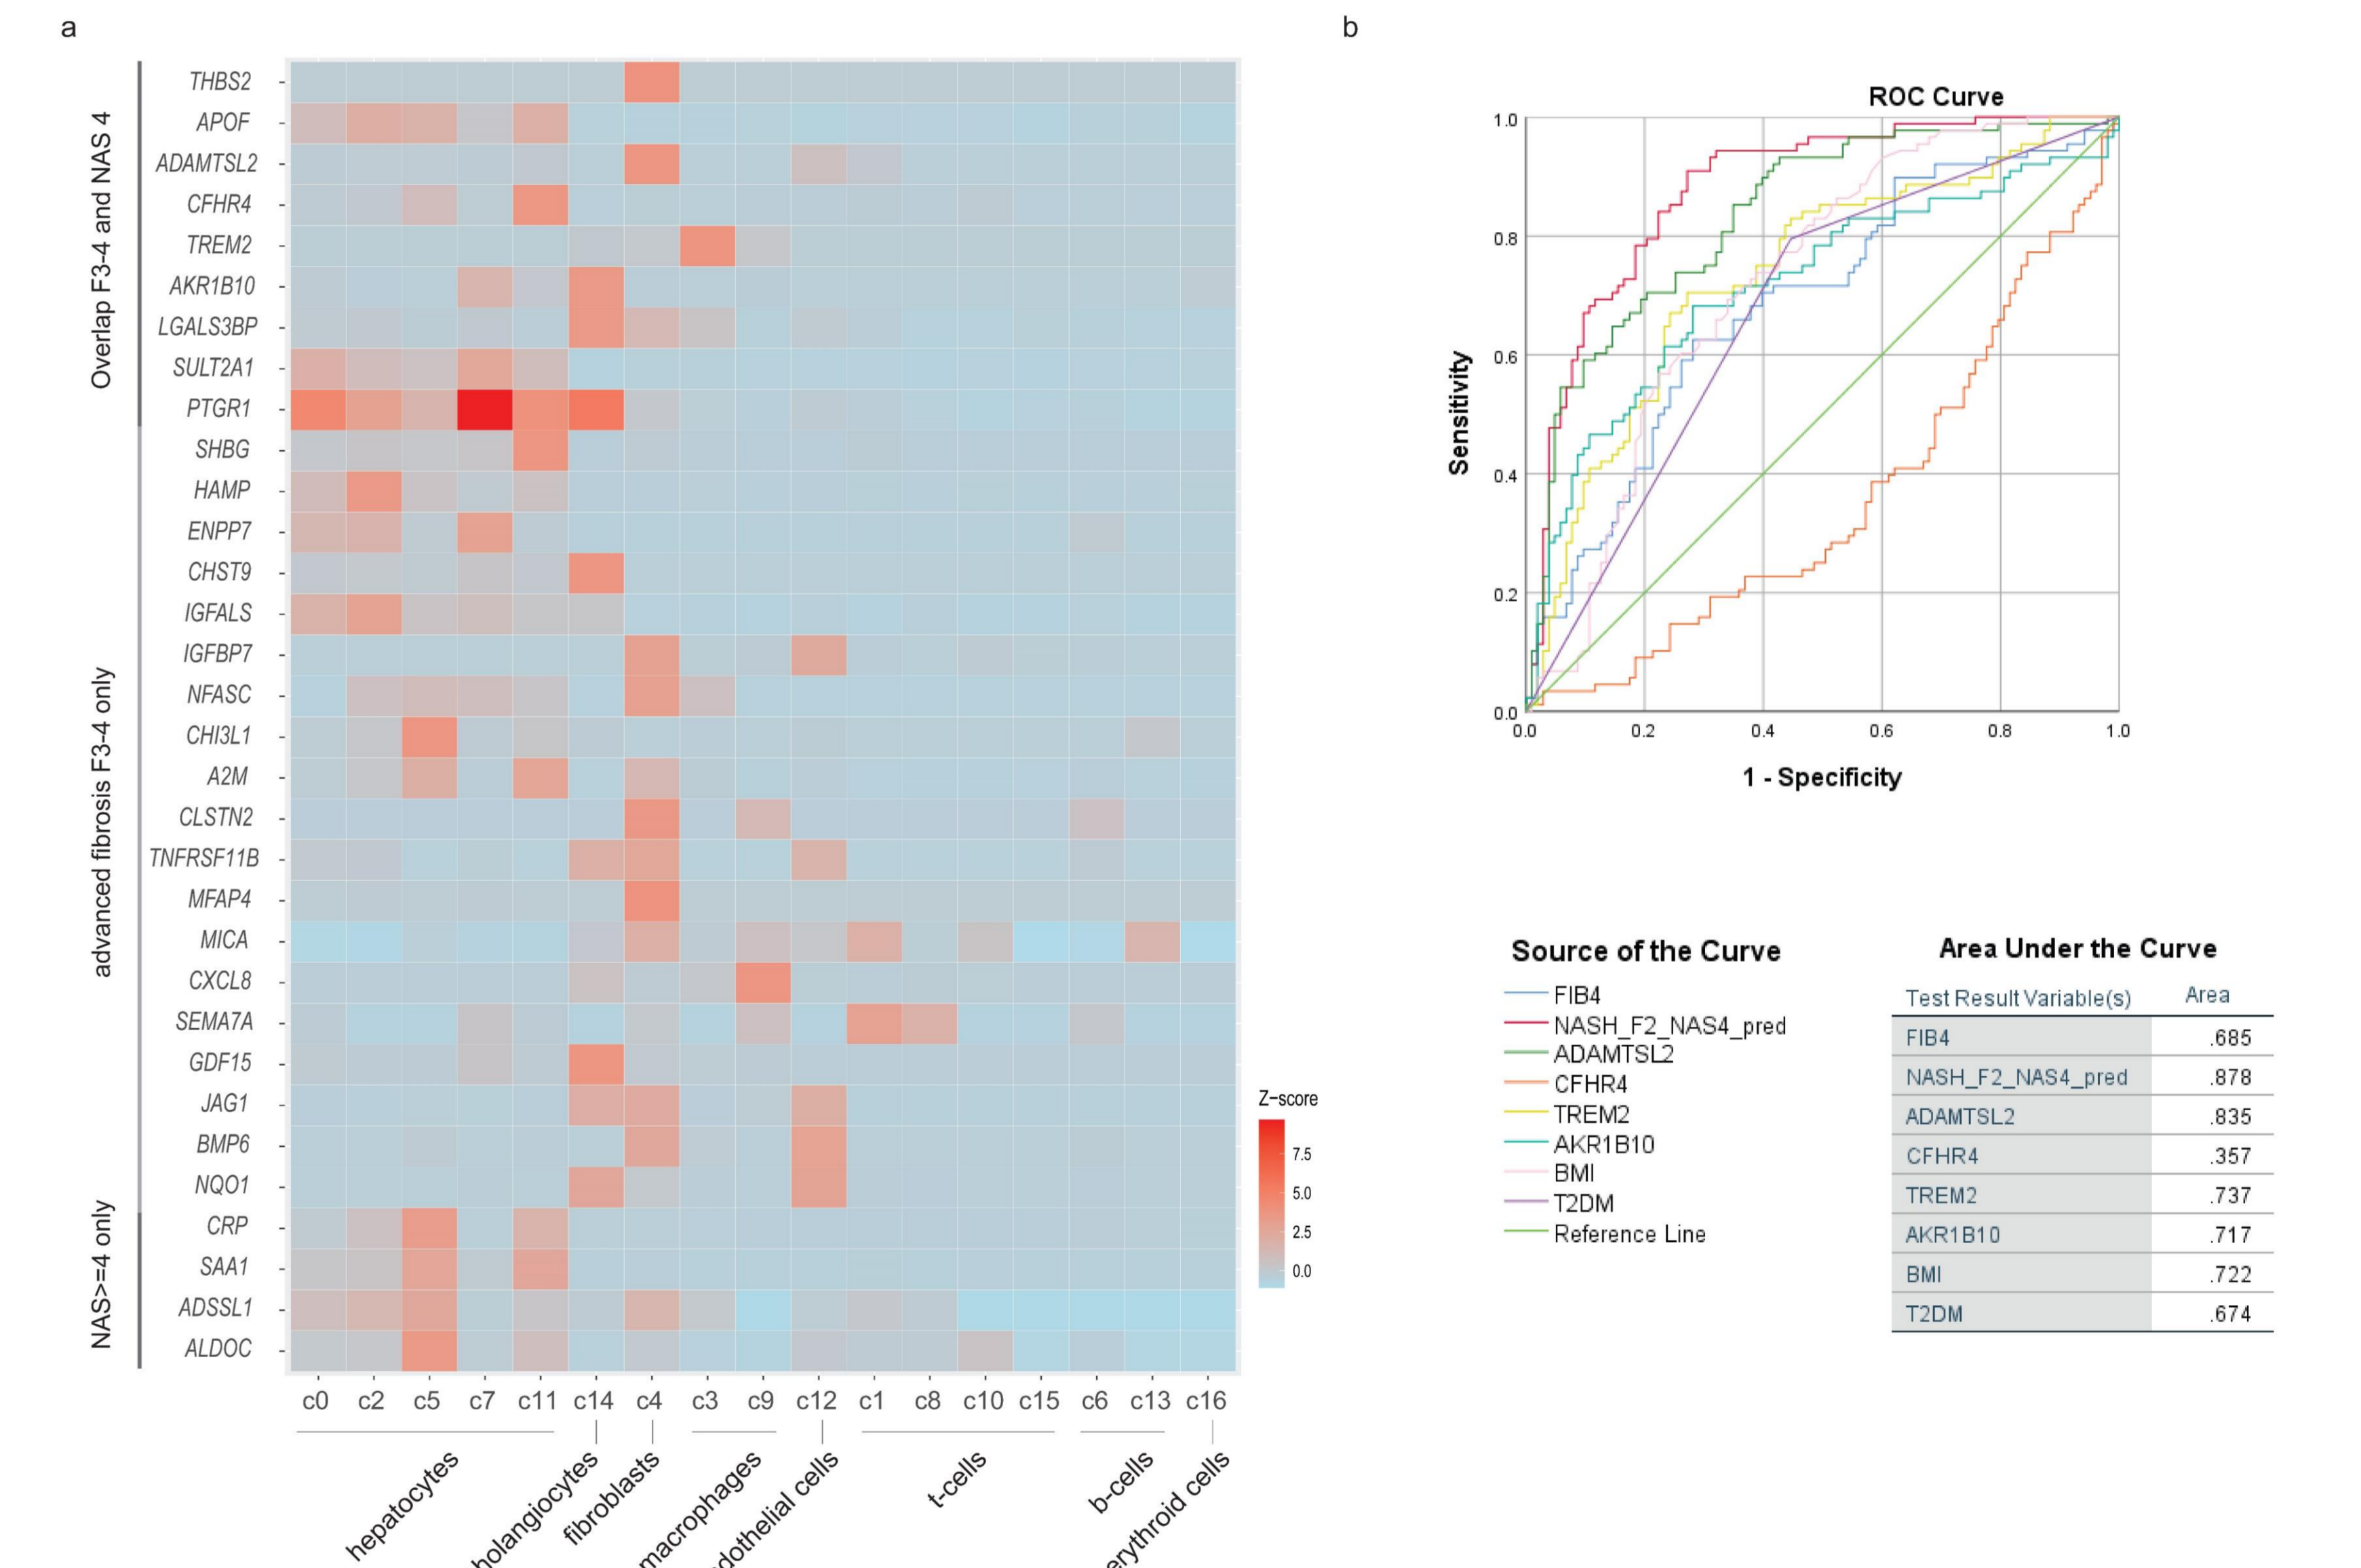 a
Overlap F3-4 and NAS 4
advanced fibrosis F3-4 only
NAS>=4 only
THBS2
APOF
ADAMTSL2
CFHR4
TREM2
AKR1B10
LGALS3BP
SULT2A1
PTGR1
SHBG
HAMP
ENPP7
CHST9
IGFALS
IGFBP7
NFASC
CHI3L1
A2M
CLSTN2
TNFRSF11B
MFAP4
MICA
CXCL8
SEMA7A
GDF15
JAG1
BMP6
NQO1
CRP
SAA1
ADSSL1
ALDOC
c0 c2 c5 c7 c11 c14 c4 c3 c9 c12 c1 c8 c10 c15 c6 c13 c16
hepatocytes
holangiocytes
fibroblasts
macrophages
dothelial cells
t-cells
b-cells
erythroid cells
Z-score
7.5
5.0
2.5
0.0
b
ROC Curve
Sensitivity
1.0
0.8
0.6
0.4
0.2
0.0
0.0 0.2 0.4 0.6 0.8 1.0
1 - Specificity
Source of the Curve
FIB4
NASH_F2_NAS4_pred
ADAMTSL2
CFHR4
TREM2
AKR1B10
BMI
T2DM
Reference Line
Area Under the Curve
Test Result Variable(s) Area
FIB4 .685
NASH_F2_NAS4_pred .878
ADAMTSL2 .835
CFHR4 .357
TREM2 .737
AKR1B10 .717
BMI .722
T2DM .674